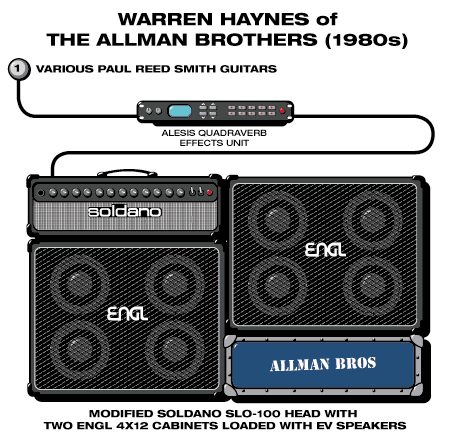 WARREN HAYNES of
THE ALLMAN BROTHERS (1980s)
1 VARIOUS PAUL REED SMITH GUITARS
ALESIS QUADRAVERB
EFFECTS UNIT
soldano
ENGL
ENGL
ALLMAN BROS
MODIFIED SOLDANO SLO-100 HEAD WITH
TWO ENGL 4X12 CABINETS LOADED WITH EV SPEAKERS